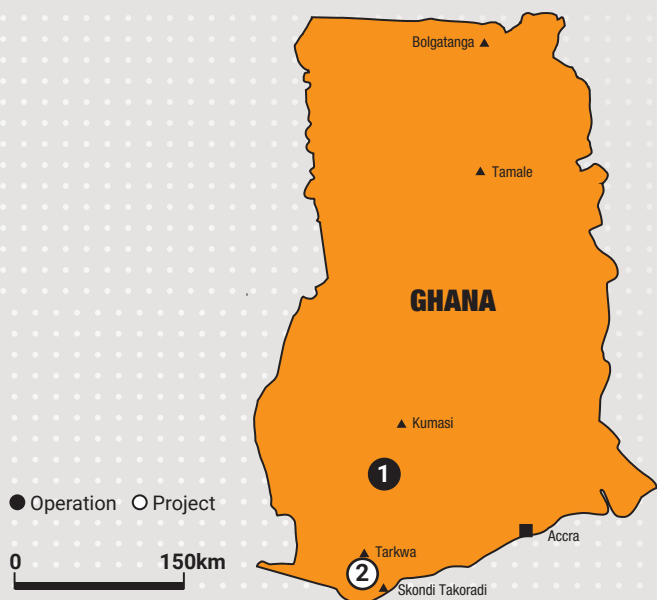 Bolgatanga
Tamale
GHANA
Kumasi
1
Operation Project
0 150km
Tarkwa
2
Accra
Skondi Takoradi